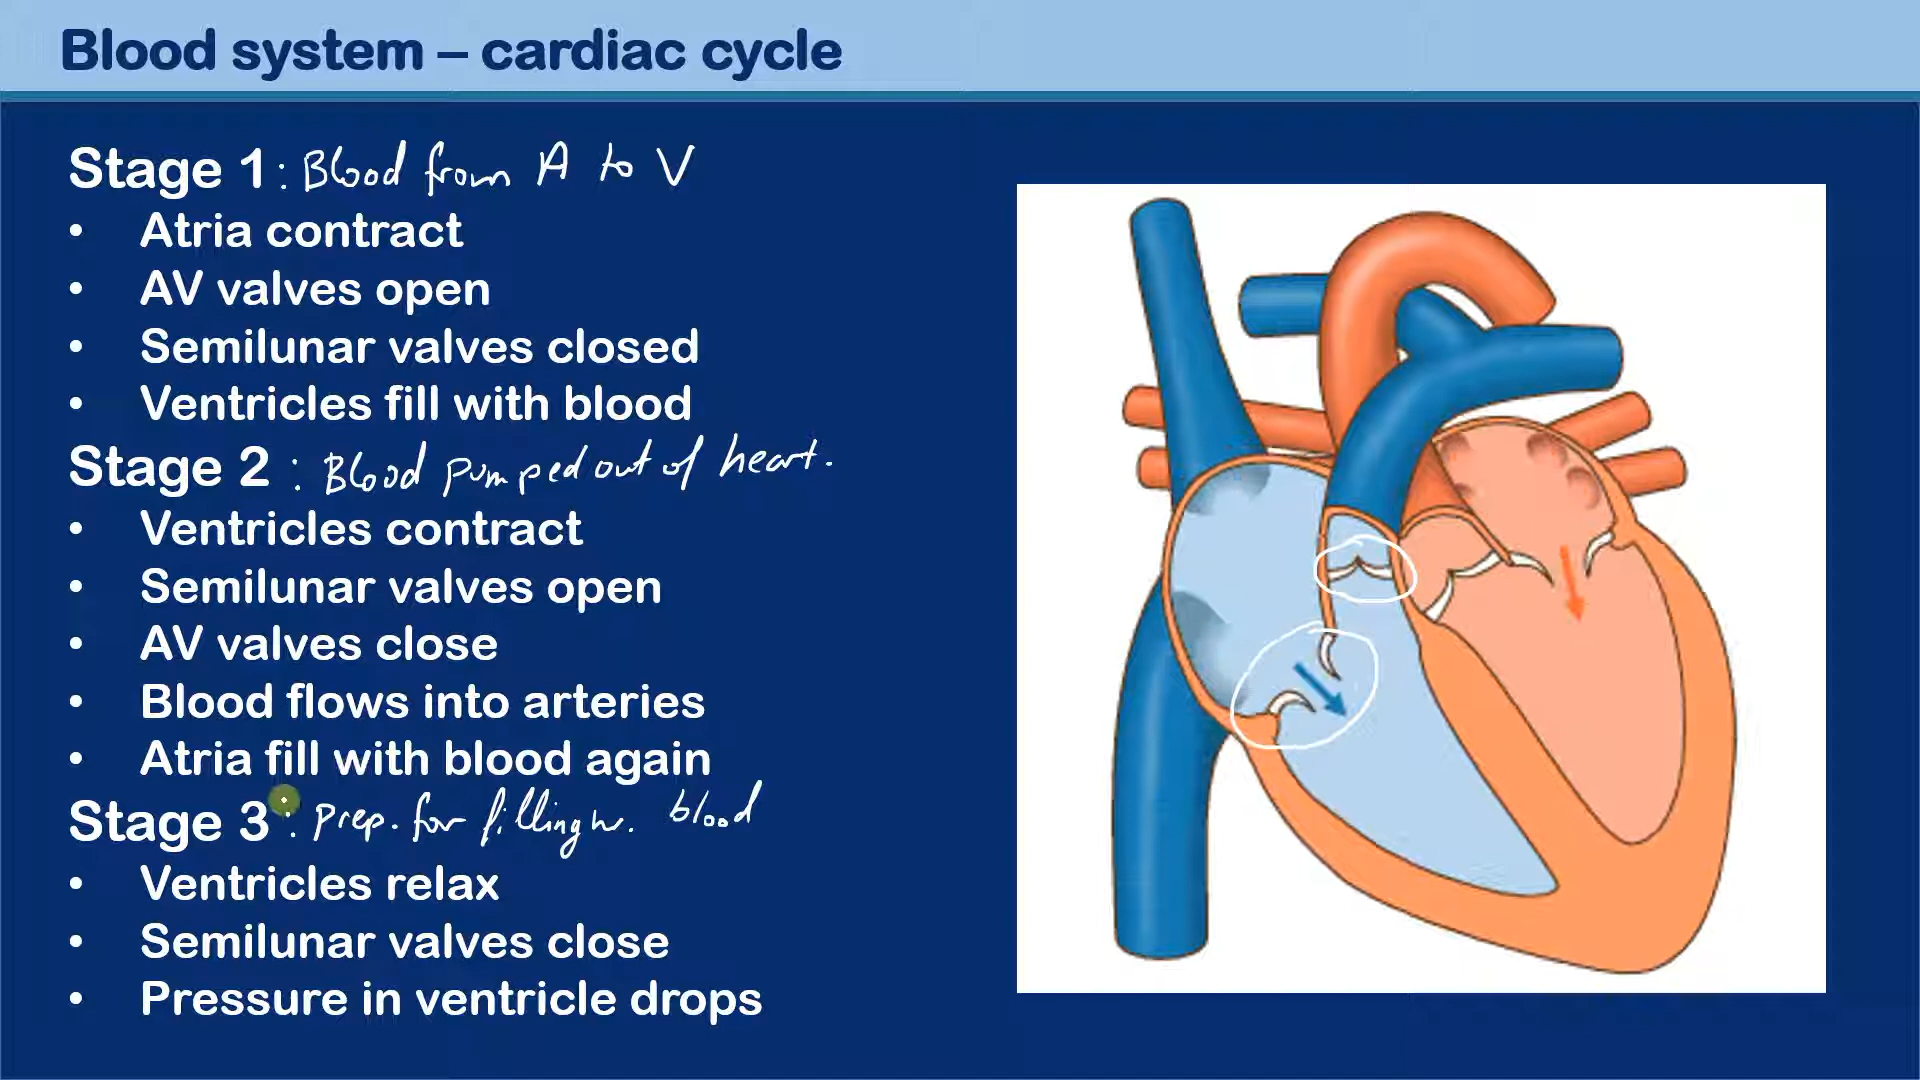 Blood system – cardiac cycle
Stage 1 : Blood from A to V
• Atria contract
• AV valves open
• Semilunar valves closed
• Ventricles fill with blood
Stage 2 : Blood pumped out of heart.
• Ventricles contract
• Semilunar valves open
• AV valves close
• Blood flows into arteries
• Atria fill with blood again
Stage 3 : Prep. for filling w. blood
• Ventricles relax
• Semilunar valves close
• Pressure in ventricle drops